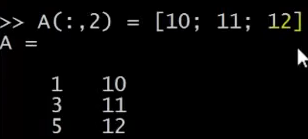 >> A(:,2) = [10; 11; 12]
A =
1 10
3 11
5 12